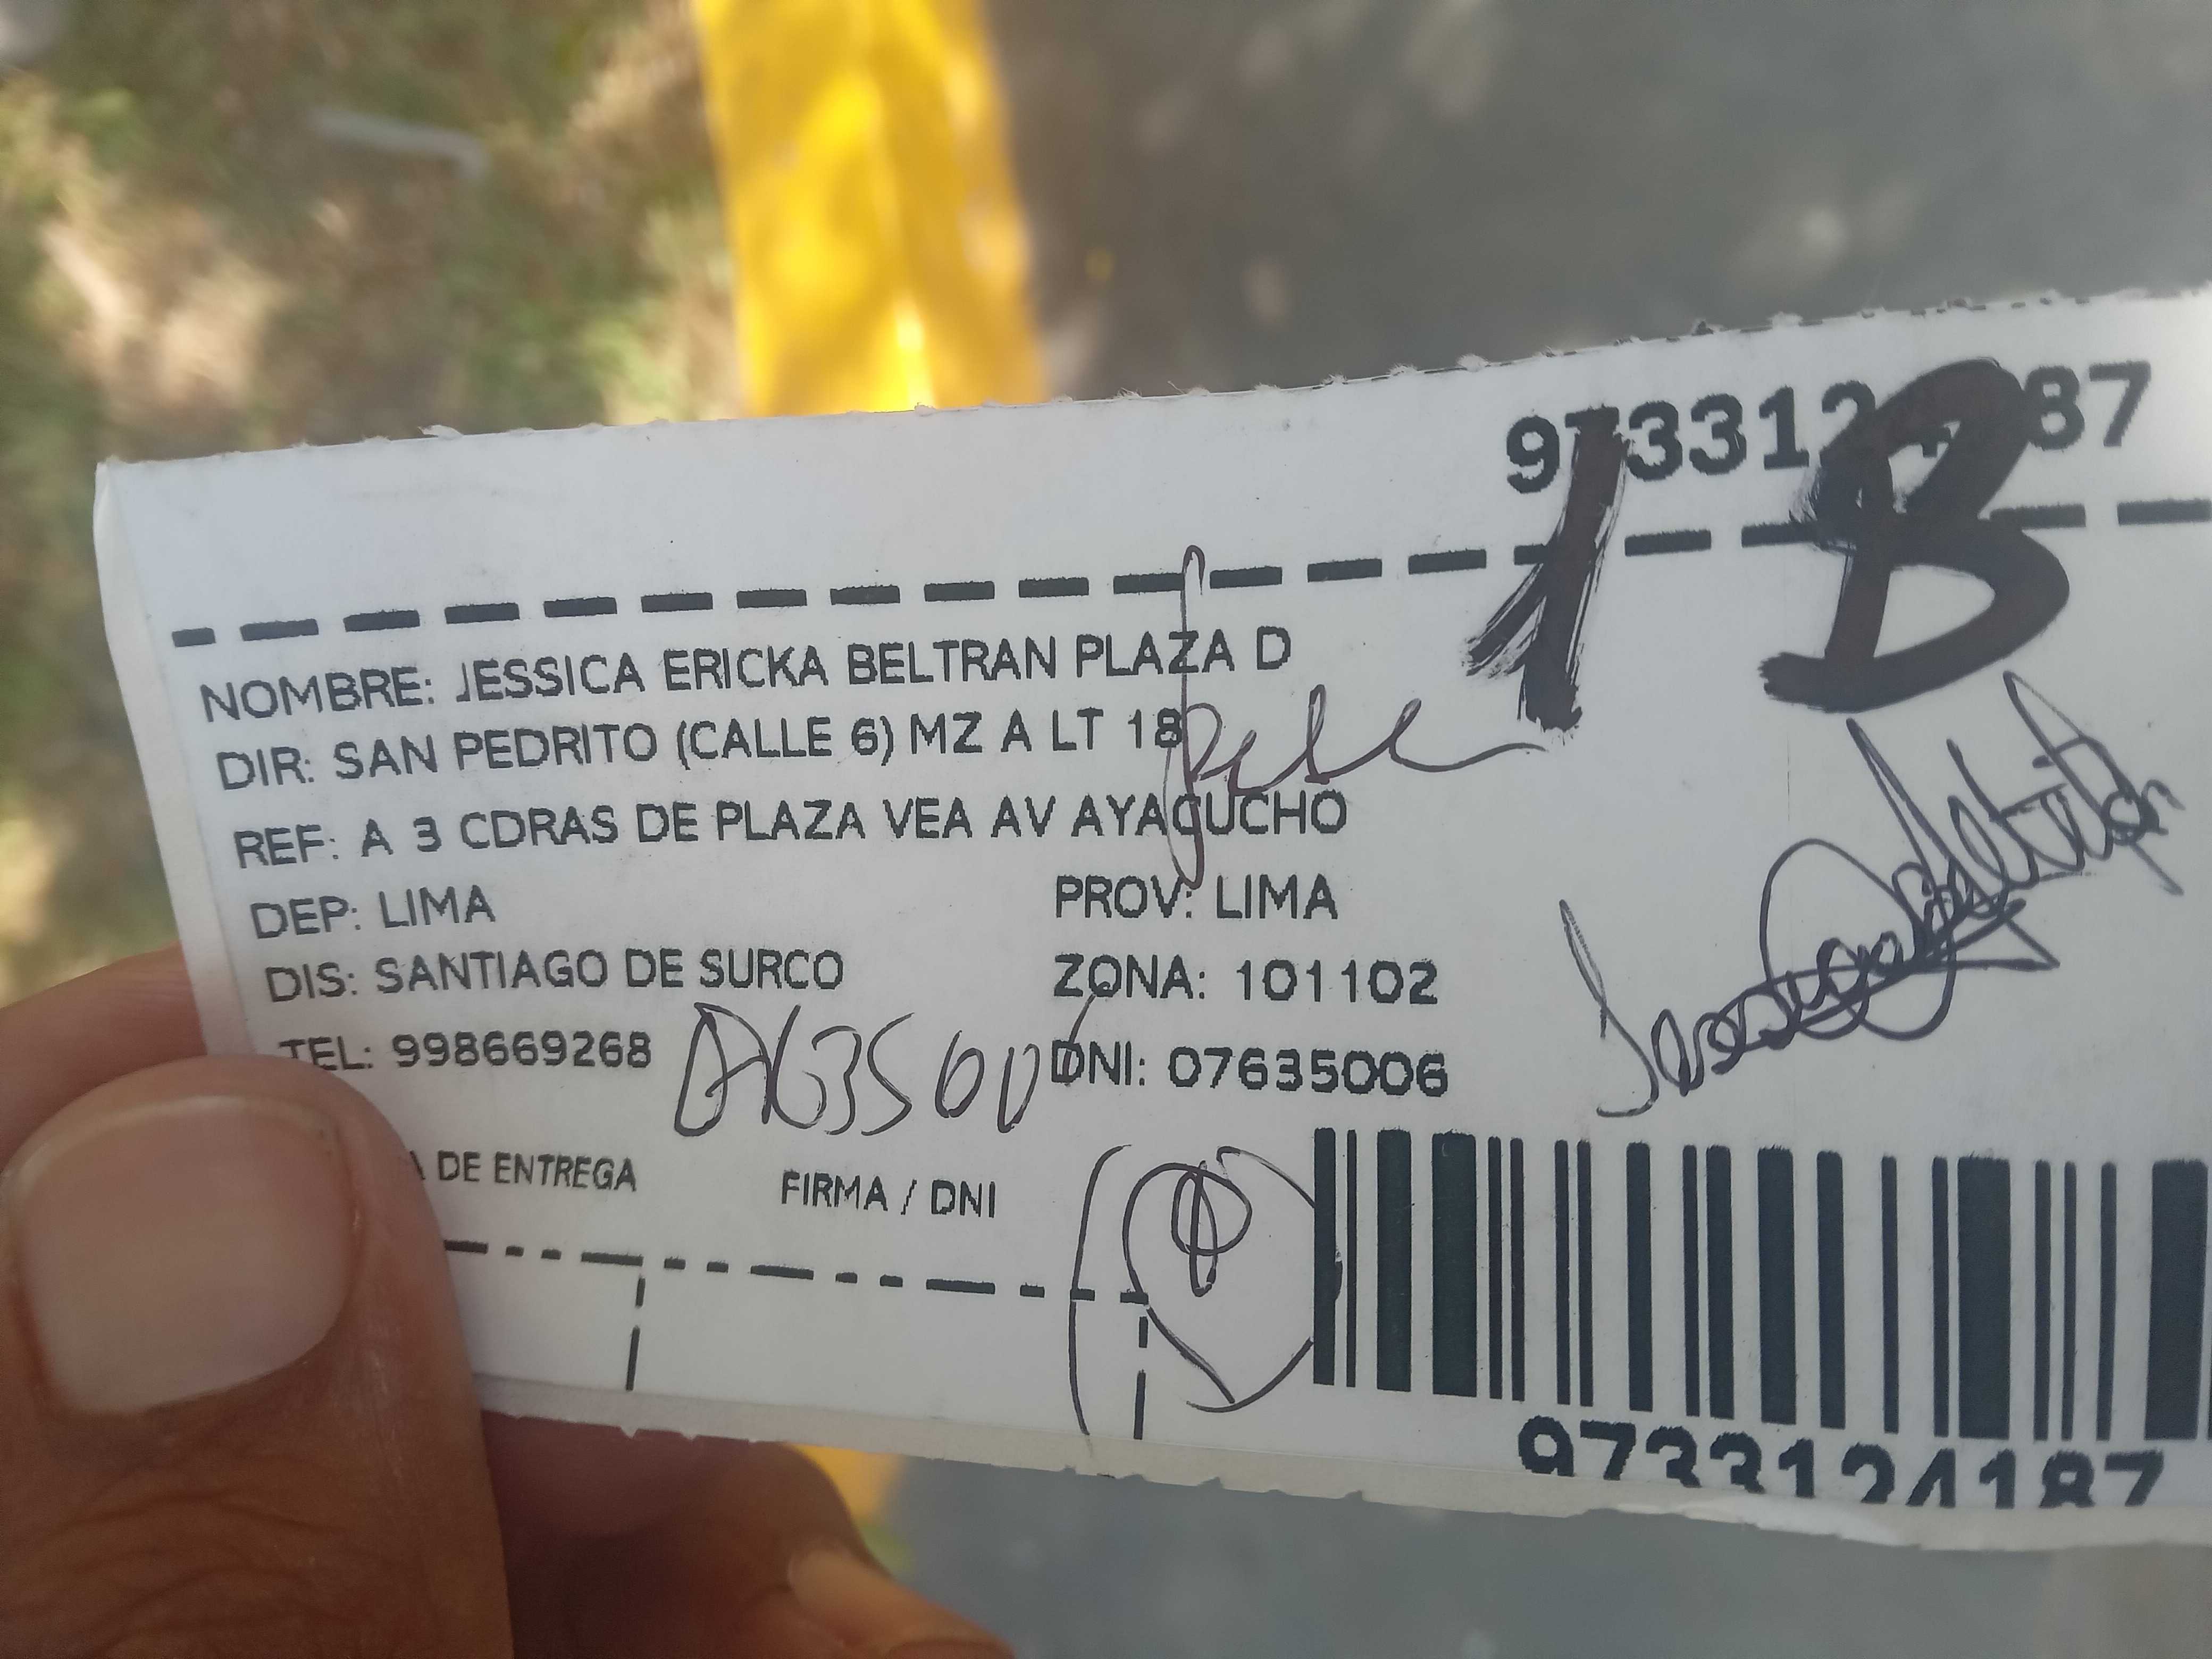 9733124187
1 B
NOMBRE: JESSICA ERICKA BELTRAN PLAZA D
DIR: SAN PEDRITO (CALLE 6) MZ A LT 18
REF: A 3 CDRAS DE PLAZA VEA AV AYACUCHO
DEP: LIMA PROV: LIMA
DIS: SANTIAGO DE SURCO ZONA: 101102
TEL: 998669268 DNI: 07635006
DE ENTREGA FIRMA / DNI
9733124187